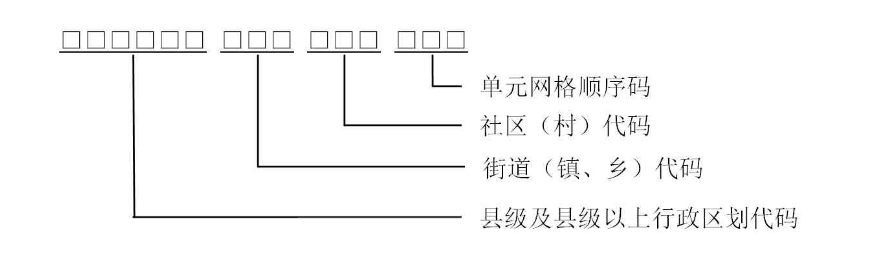 □□□□□□ □□□ □□□ □□□
单元网格顺序码
社区（村）代码
街道（镇、乡）代码
县级及县级以上行政区划代码